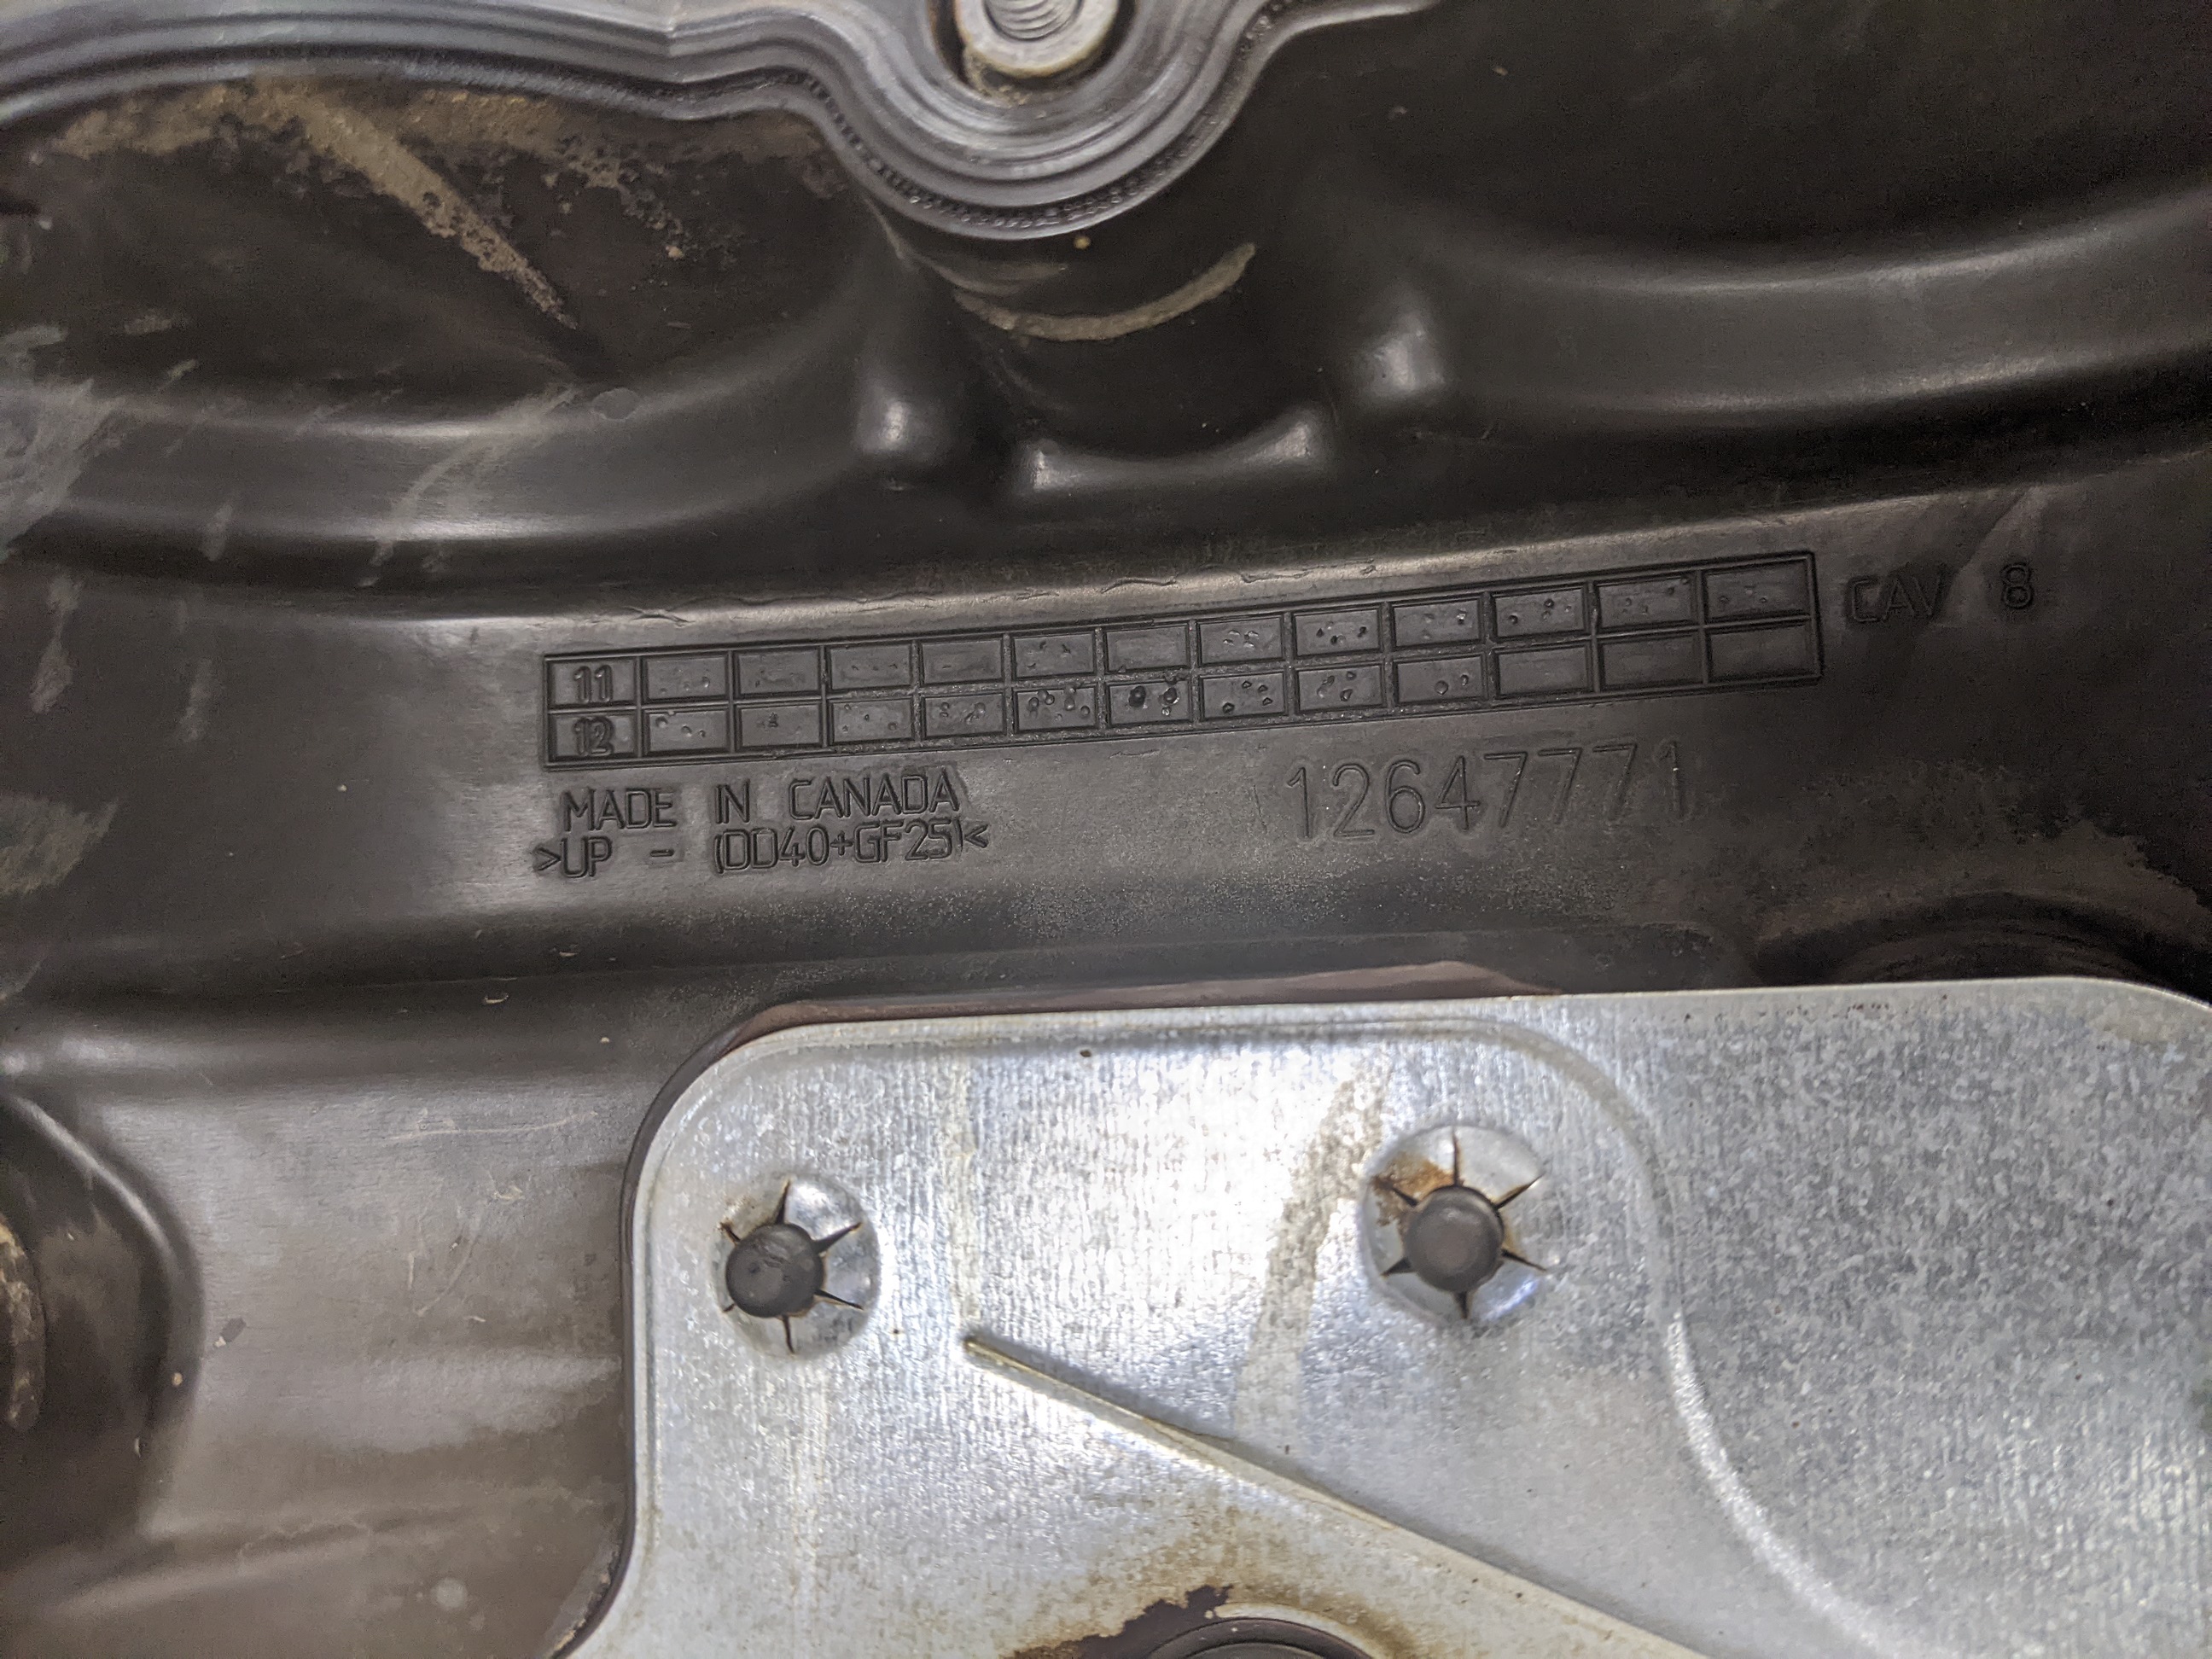 11
12
CAV 8
MADE IN CANADA
>UP - (DD40+GF25)<
12647771